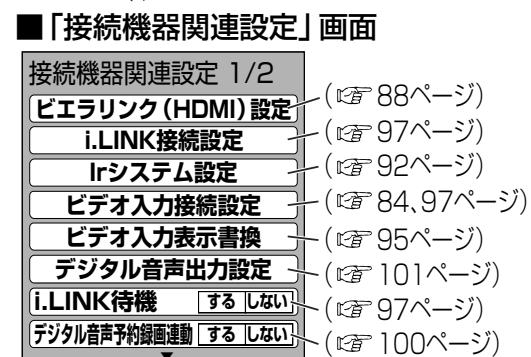 ■「接続機器関連設定」画面
接続機器関連設定 1/2
ビエラリンク(HDMI)設定 (☞ 88ページ)
i.LINK接続設定 (☞ 97ページ)
Irシステム設定 (☞ 92ページ)
ビデオ入力接続設定 (☞ 84、97ページ)
ビデオ入力表示書換 (☞ 95ページ)
デジタル音声出力設定 (☞ 101ページ)
i.LINK待機 する しない (☞ 97ページ)
デジタル音声予約録画連動 する しない (☞ 100ページ)